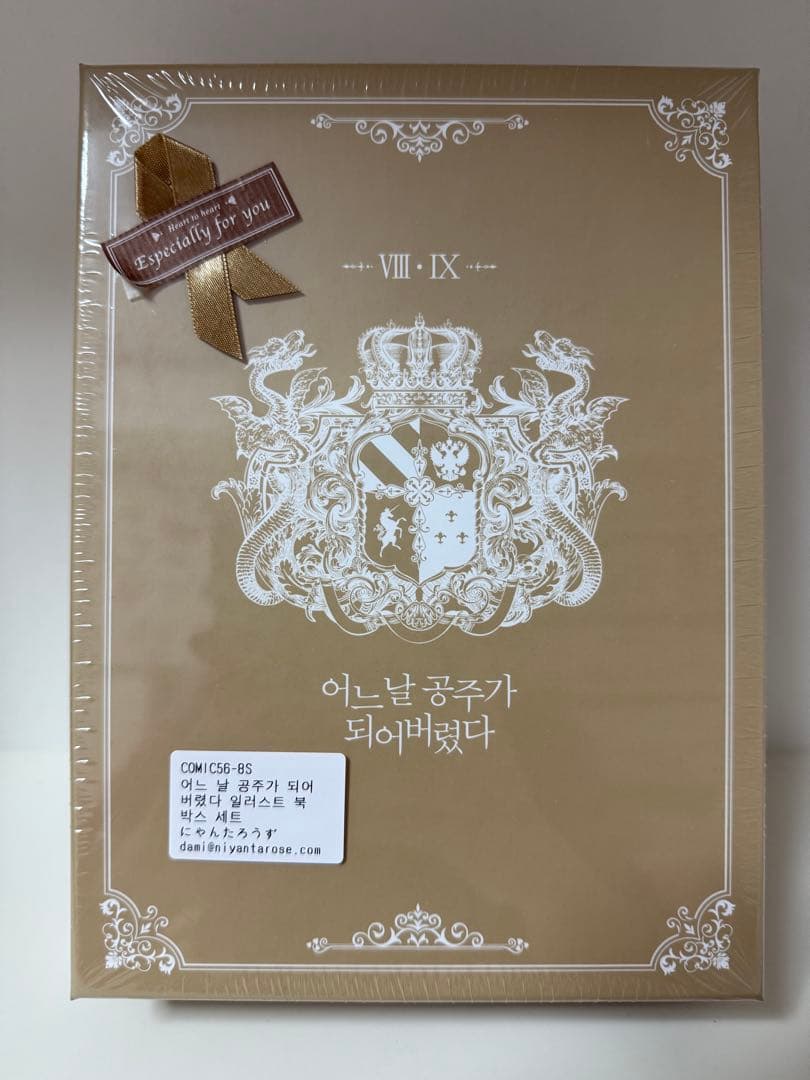 Heart to heart
Especially for you
VIII・IX
어느날 공주가
되어버렸다
COMIC56-8S
어느 날 공주가 되어
버렸다 일러스트 북
박스 세트
にゃんたろうず
dami@niyantarose.com